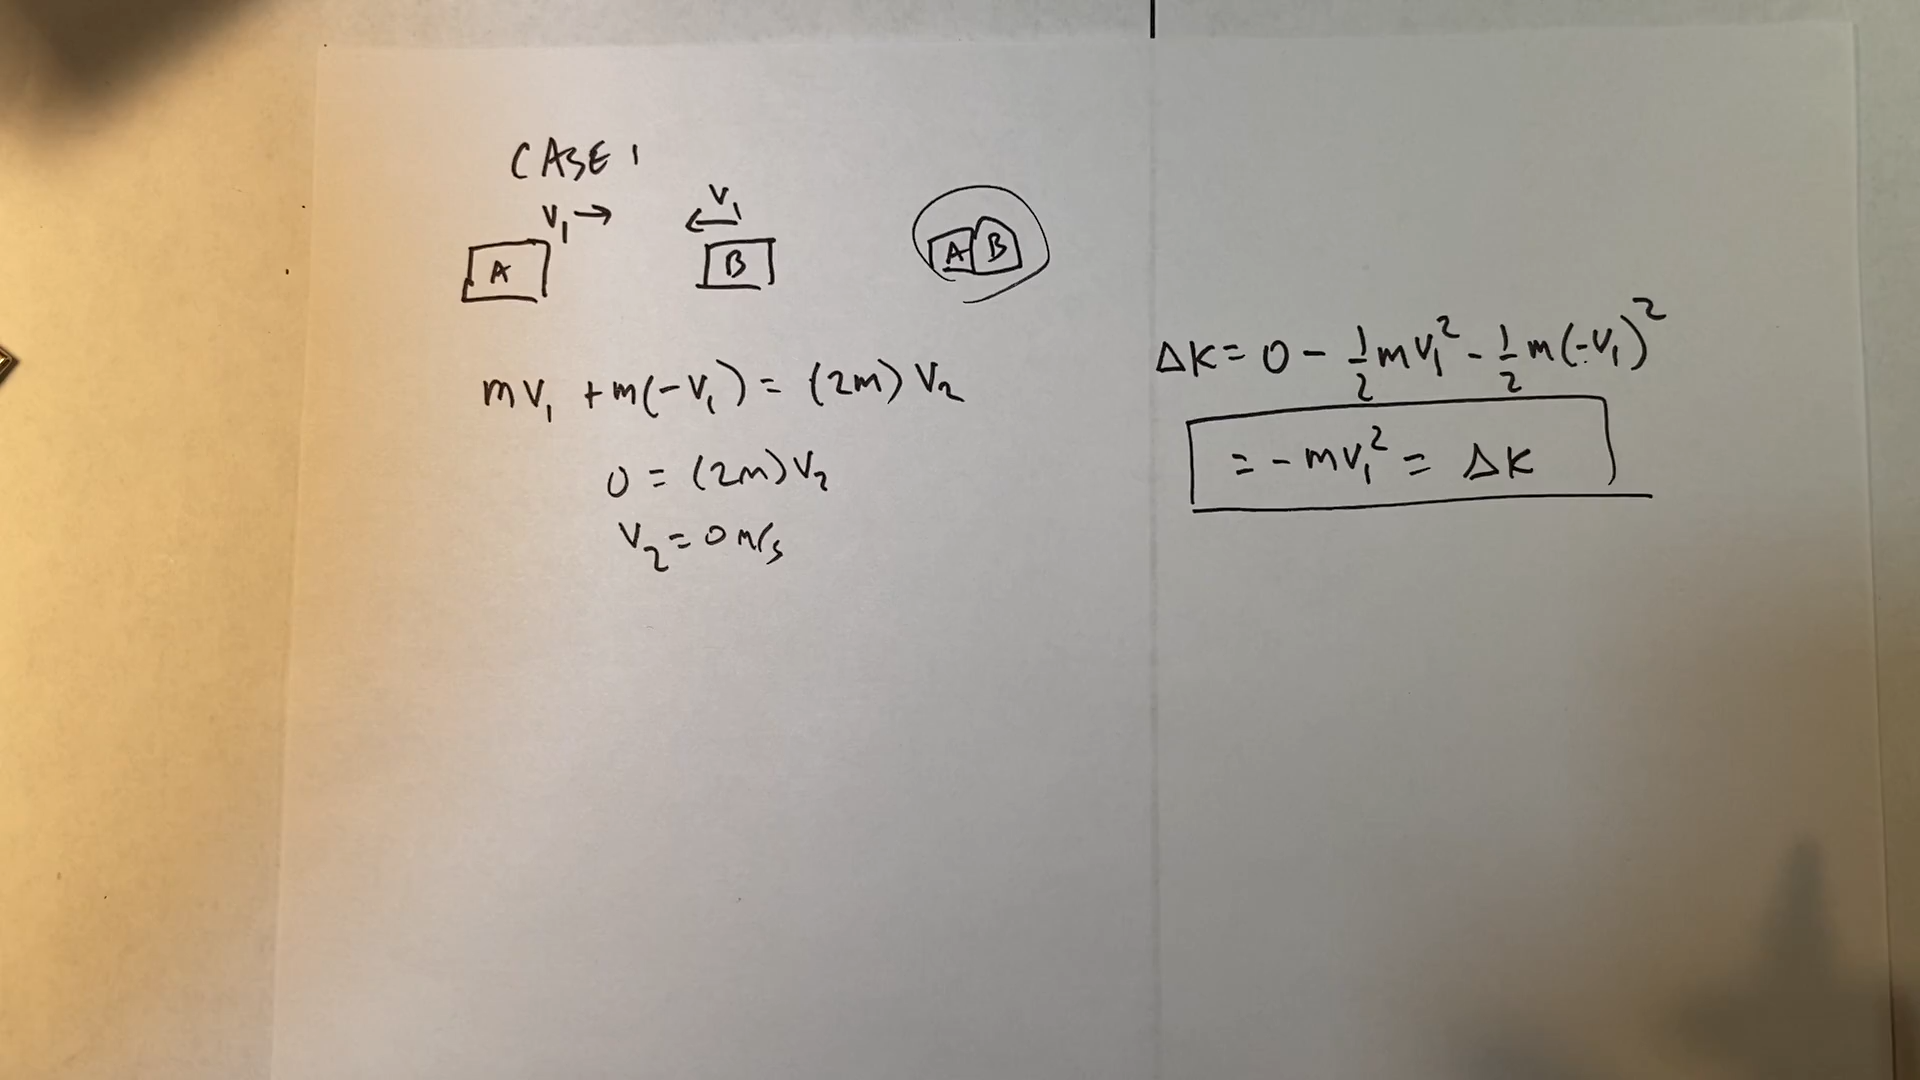 CASE 1
V₁→ ←V₁
A B AB
mv₁ + m(-v₁) = (2m) V₂
0 = (2m)V₂
V₂ = 0 m/s
ΔK = 0 - 1/2 mv₁² - 1/2 m(-v₁)²
= - mv₁² = ΔK